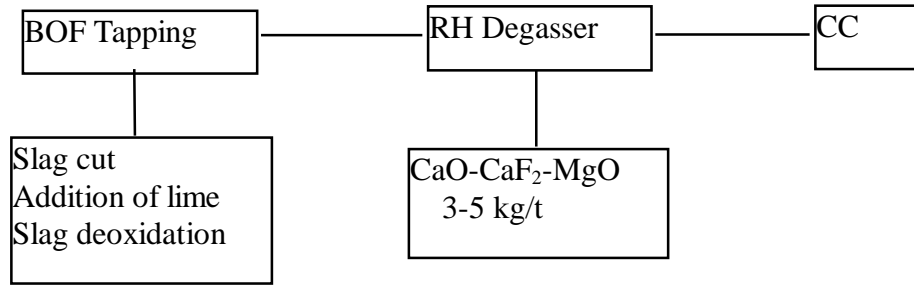 BOF Tapping
RH Degasser
CC
Slag cut
Addition of lime
Slag deoxidation
CaO-CaF₂-MgO
3-5 kg/t